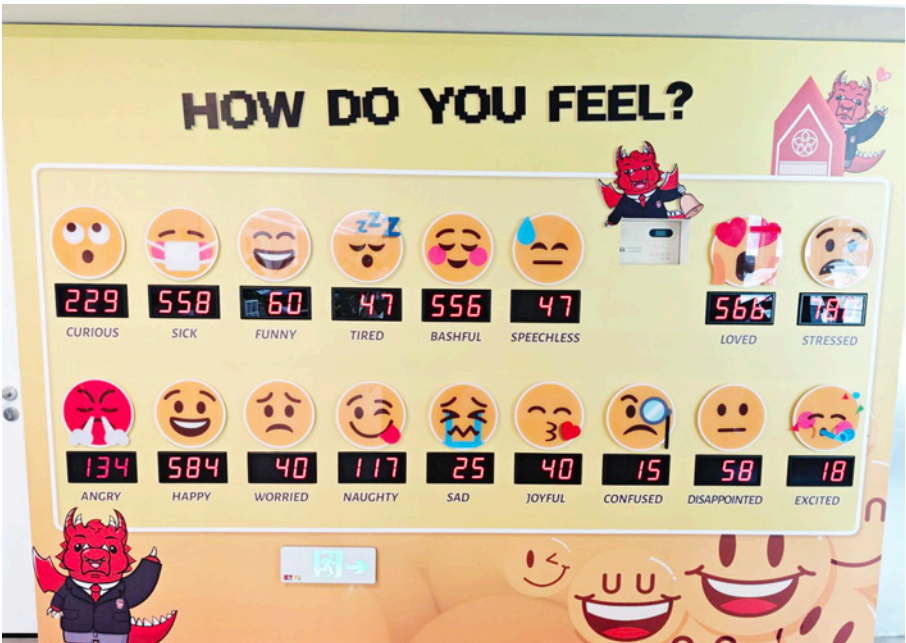 HOW DO YOU FEEL?
zzZ
229 558 60 47 556 47 566
CURIOUS SICK FUNNY TIRED BASHFUL SPEECHLESS LOVED STRESSED
134 584 40 117 25 40 15 58 18
ANGRY HAPPY WORRIED NAUGHTY SAD JOYFUL CONFUSED DISAPPOINTED EXCITED